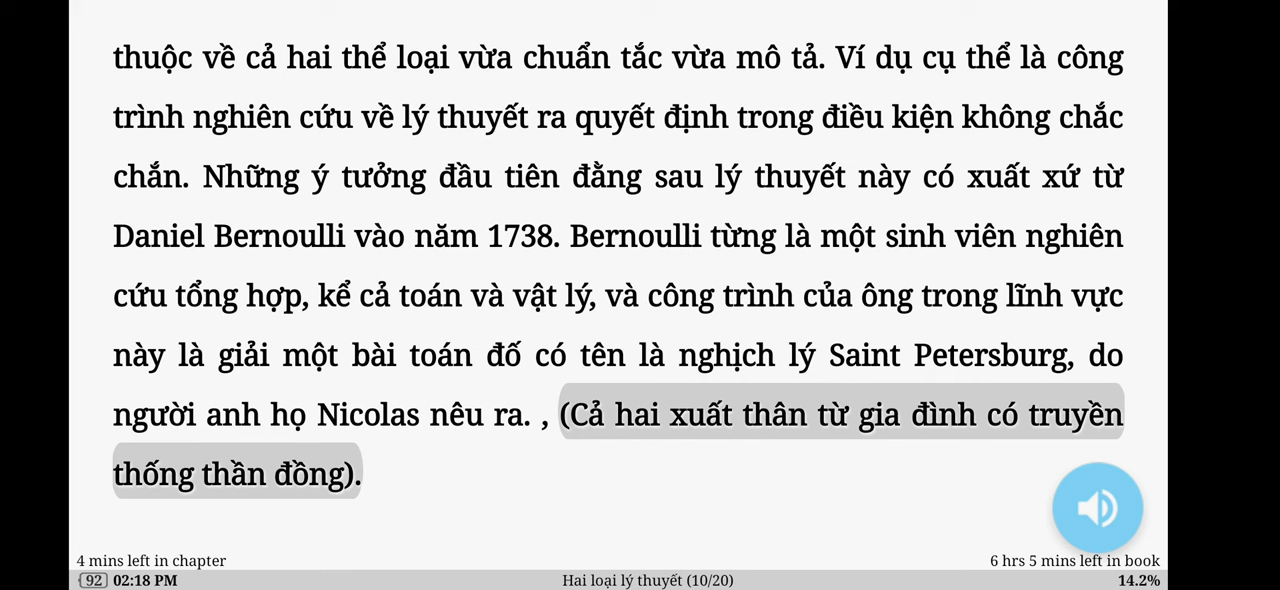 thuộc về cả hai thể loại vừa chuẩn tắc vừa mô tả. Ví dụ cụ thể là công
trình nghiên cứu về lý thuyết ra quyết định trong điều kiện không chắc
chắn. Những ý tưởng đầu tiên đằng sau lý thuyết này có xuất xứ từ
Daniel Bernoulli vào năm 1738. Bernoulli từng là một sinh viên nghiên
cứu tổng hợp, kể cả toán và vật lý, và công trình của ông trong lĩnh vực
này là giải một bài toán đố có tên là nghịch lý Saint Petersburg, do
người anh họ Nicolas nêu ra. , (Cả hai xuất thân từ gia đình có truyền
thống thần đồng).
4 mins left in chapter 6 hrs 5 mins left in book
92 02:18 PM Hai loại lý thuyết (10/20) 14.2%